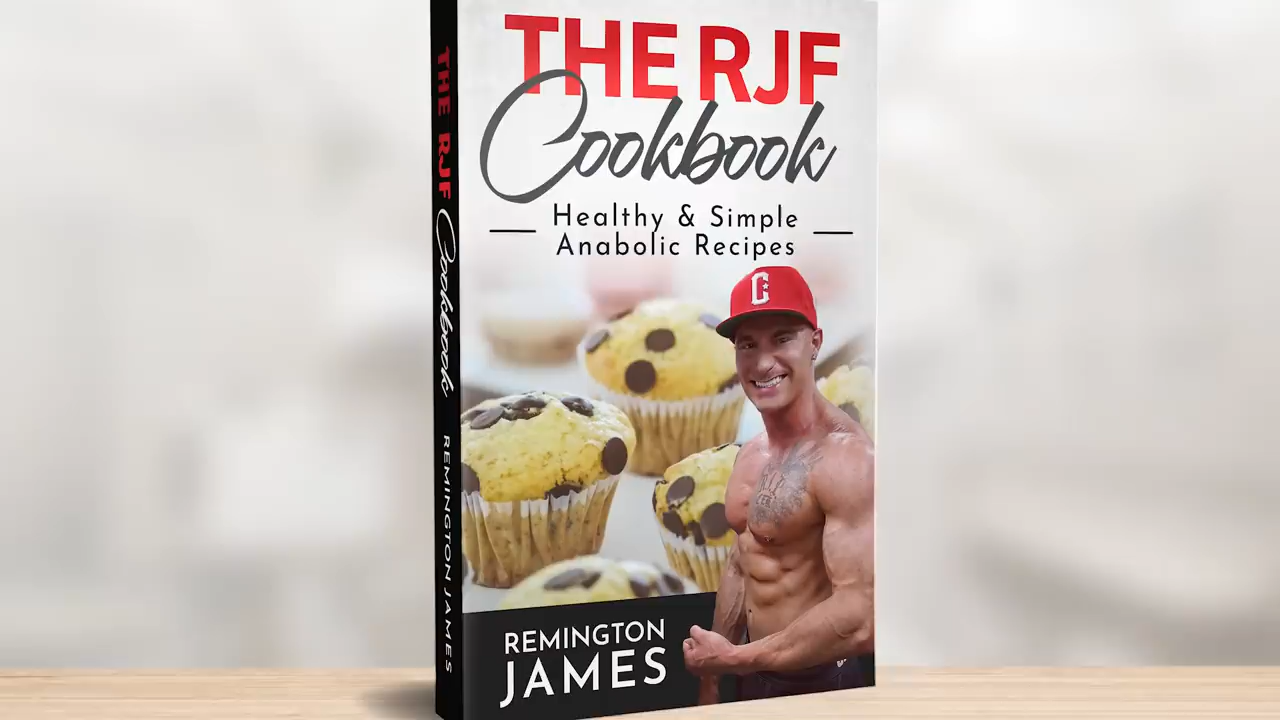 THE RJF
Cookbook
Healthy & Simple
Anabolic Recipes
REMINGTON
JAMES
THE RJF Cookbook REMINGTON JAMES
C